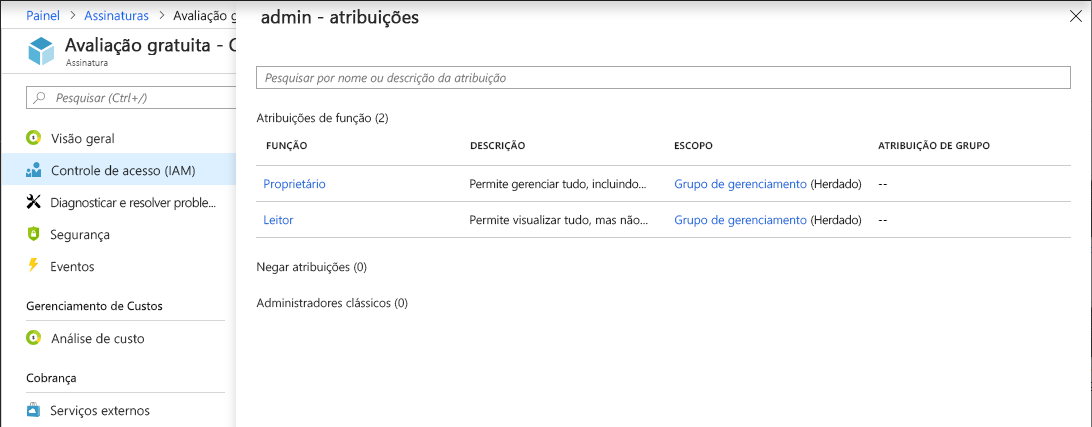 Painel > Assinaturas > Avaliação g
Avaliação gratuita - C
Assinatura
Pesquisar (Ctrl+/)
Visão geral
Controle de acesso (IAM)
Diagnosticar e resolver proble...
Segurança
Eventos
Gerenciamento de Custos
Análise de custo
Cobrança
Serviços externos
admin - atribuições
Pesquisar por nome ou descrição da atribuição
Atribuições de função (2)
FUNÇÃO DESCRIÇÃO ESCOPO ATRIBUIÇÃO DE GRUPO
Proprietário Permite gerenciar tudo, incluindo... Grupo de gerenciamento (Herdado) --
Leitor Permite visualizar tudo, mas não... Grupo de gerenciamento (Herdado) --
Negar atribuições (0)
Administradores clássicos (0)